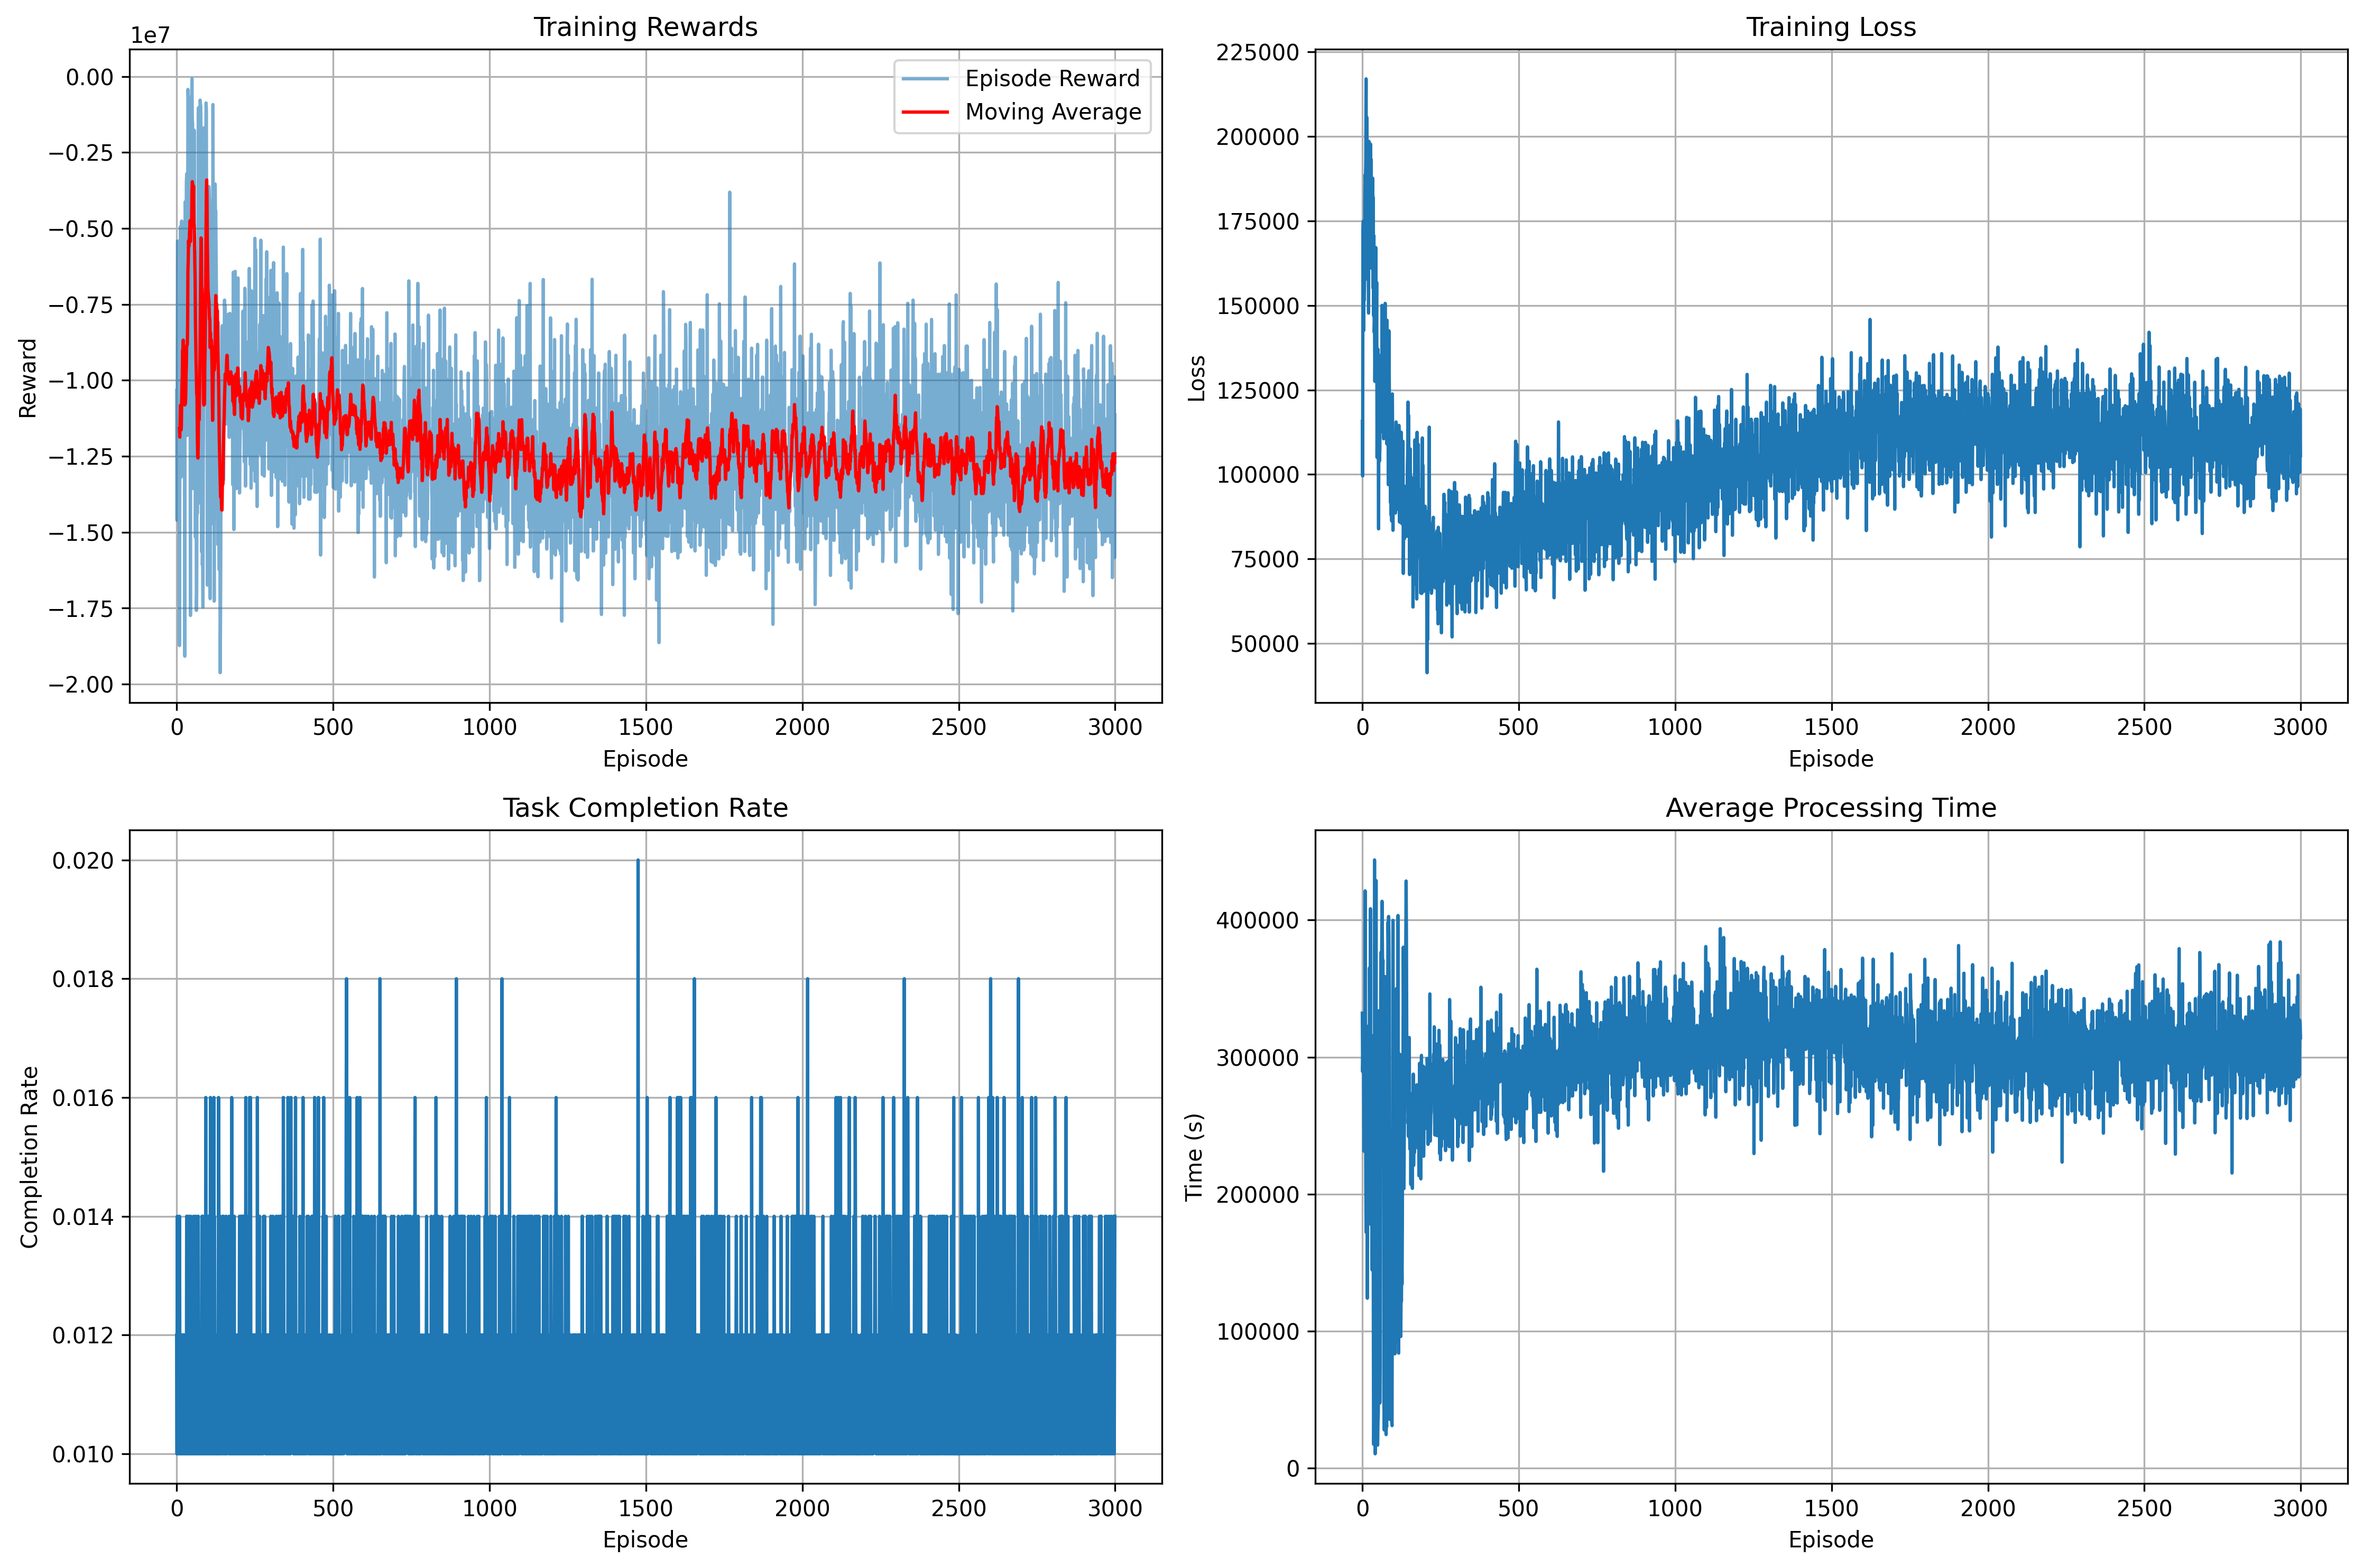 Training Rewards
1e7
0.00
−0.25
−0.50
−0.75
−1.00
−1.25
−1.50
−1.75
−2.00
Reward
Episode Reward
Moving Average
0 500 1000 1500 2000 2500 3000
Episode
Training Loss
225000
200000
175000
150000
125000
100000
75000
50000
Loss
0 500 1000 1500 2000 2500 3000
Episode
Task Completion Rate
0.020
0.018
0.016
0.014
0.012
0.010
Completion Rate
0 500 1000 1500 2000 2500 3000
Episode
Average Processing Time
400000
300000
200000
100000
0
Time (s)
0 500 1000 1500 2000 2500 3000
Episode